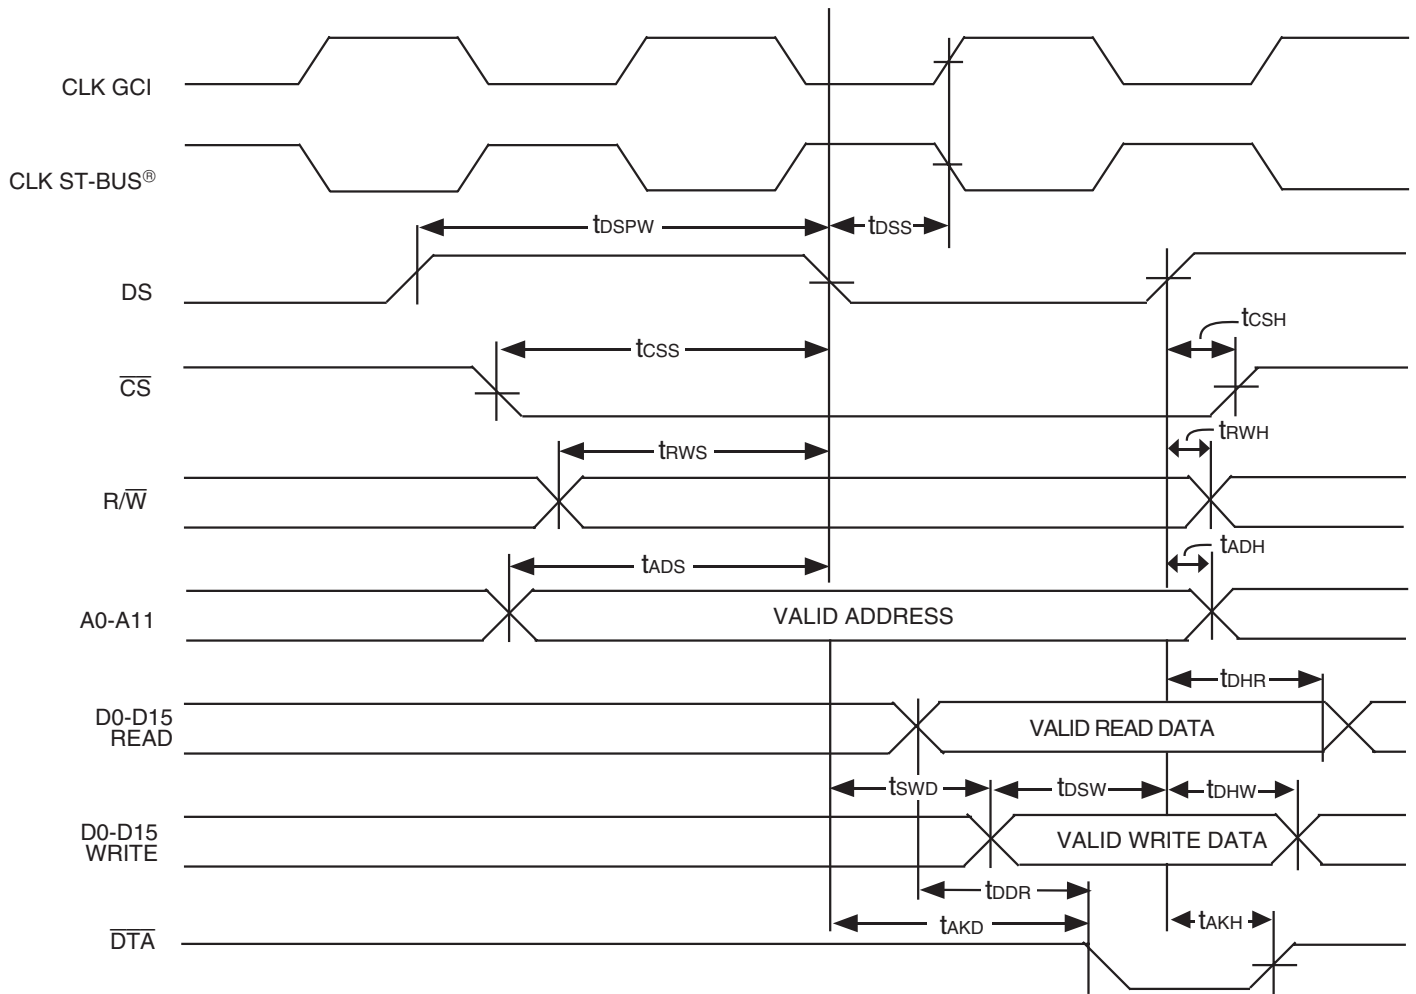 CLK GCI
CLK ST-BUS®
tDSPW
tDSS
DS
tCSH
tCSS
CS
tRWH
tRWS
R/W
tADH
tADS
A0-A11
VALID ADDRESS
tDHR
D0-D15
READ
VALID READ DATA
tSWD
tDSW
tDHW
D0-D15
WRITE
VALID WRITE DATA
tDDR
tAKD
tAKH
DTA